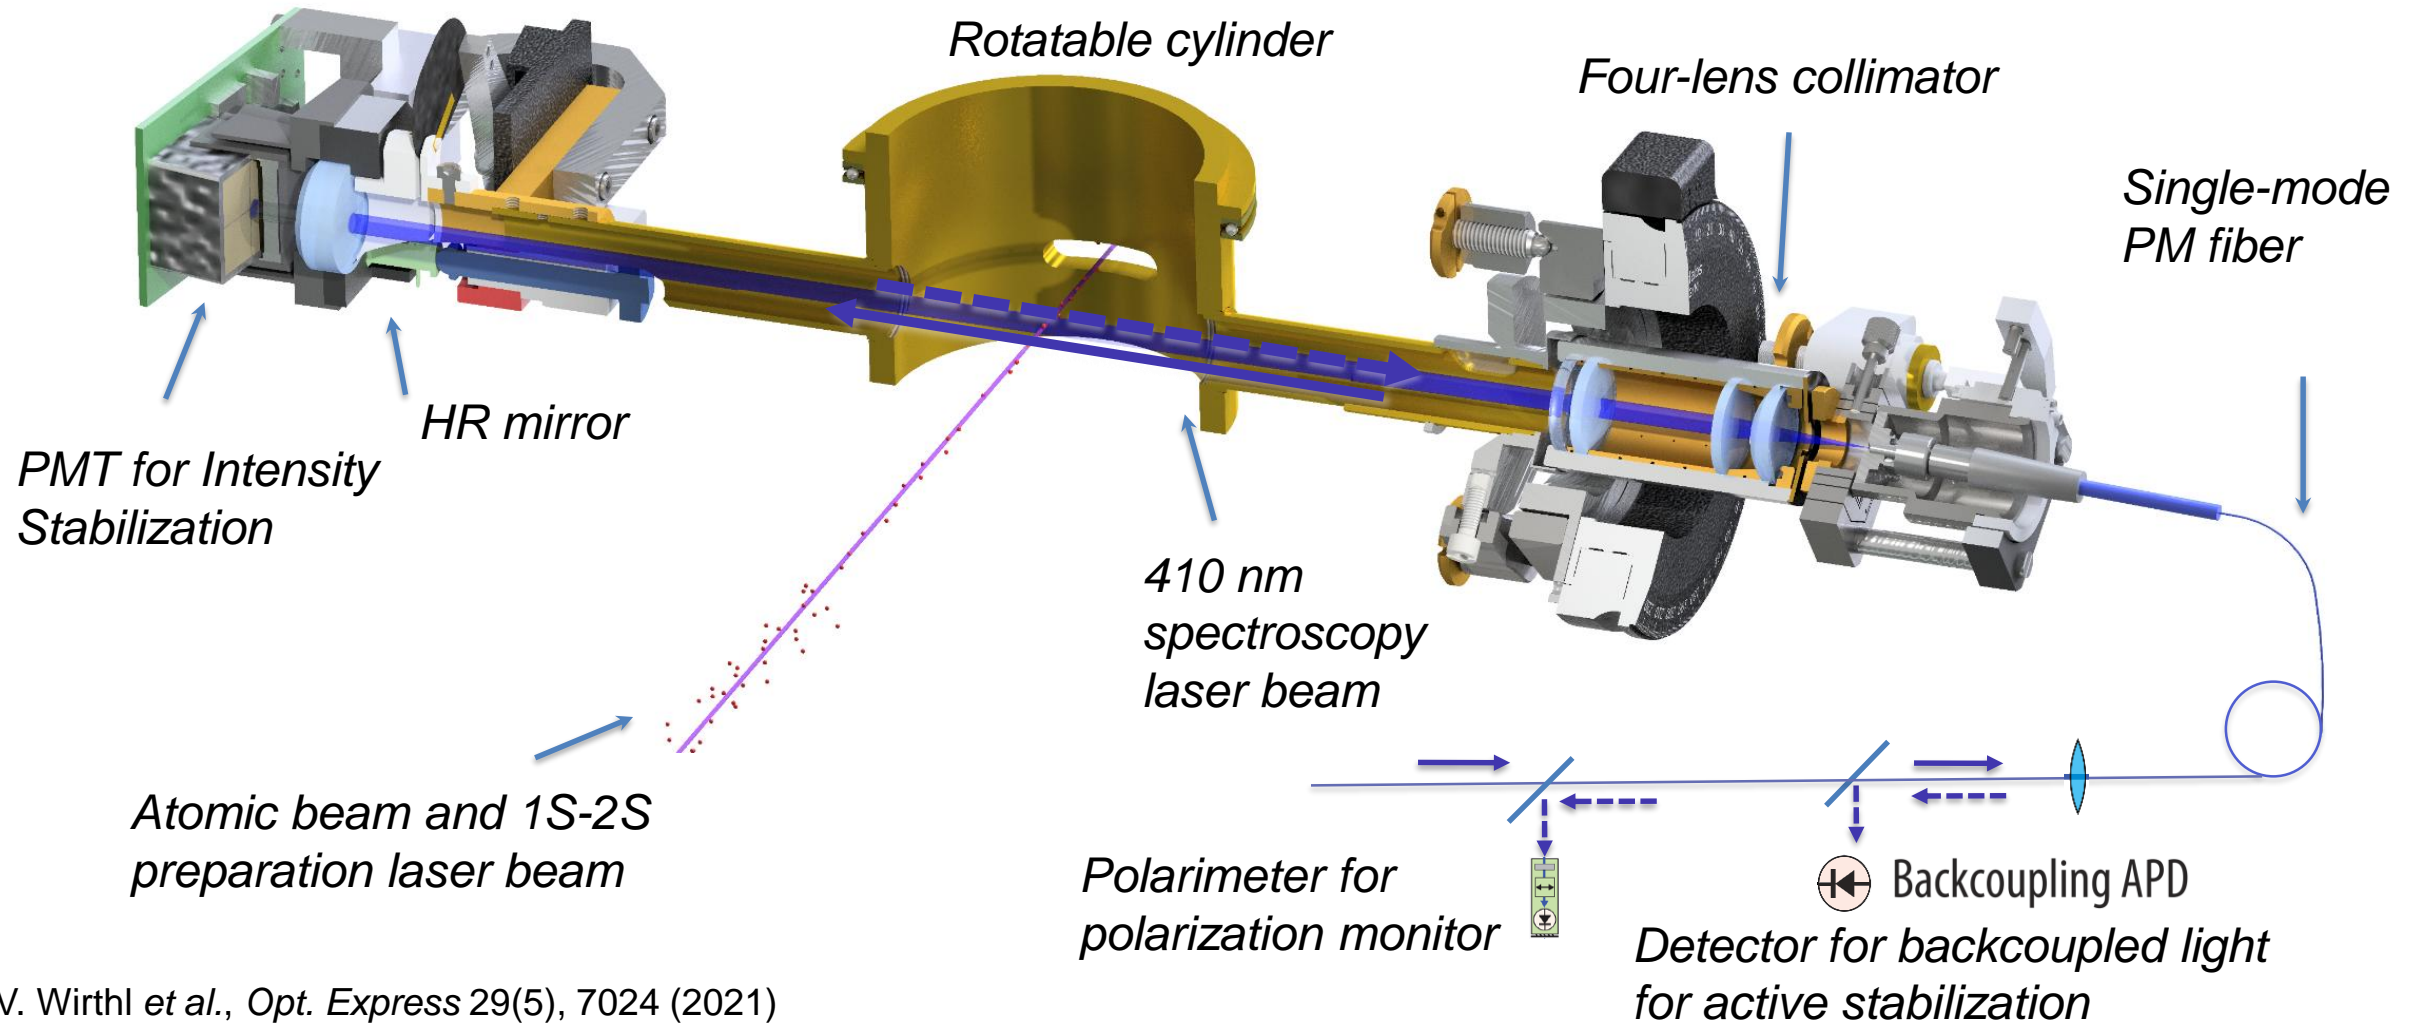 Rotatable cylinder
Four-lens collimator
Single-mode
PM fiber
HR mirror
PMT for Intensity
Stabilization
410 nm
spectroscopy
laser beam
Atomic beam and 1S-2S
preparation laser beam
Polarimeter for
polarization monitor
Backcoupling APD
Detector for backcoupled light
for active stabilization
V. Wirthl et al., Opt. Express 29(5), 7024 (2021)